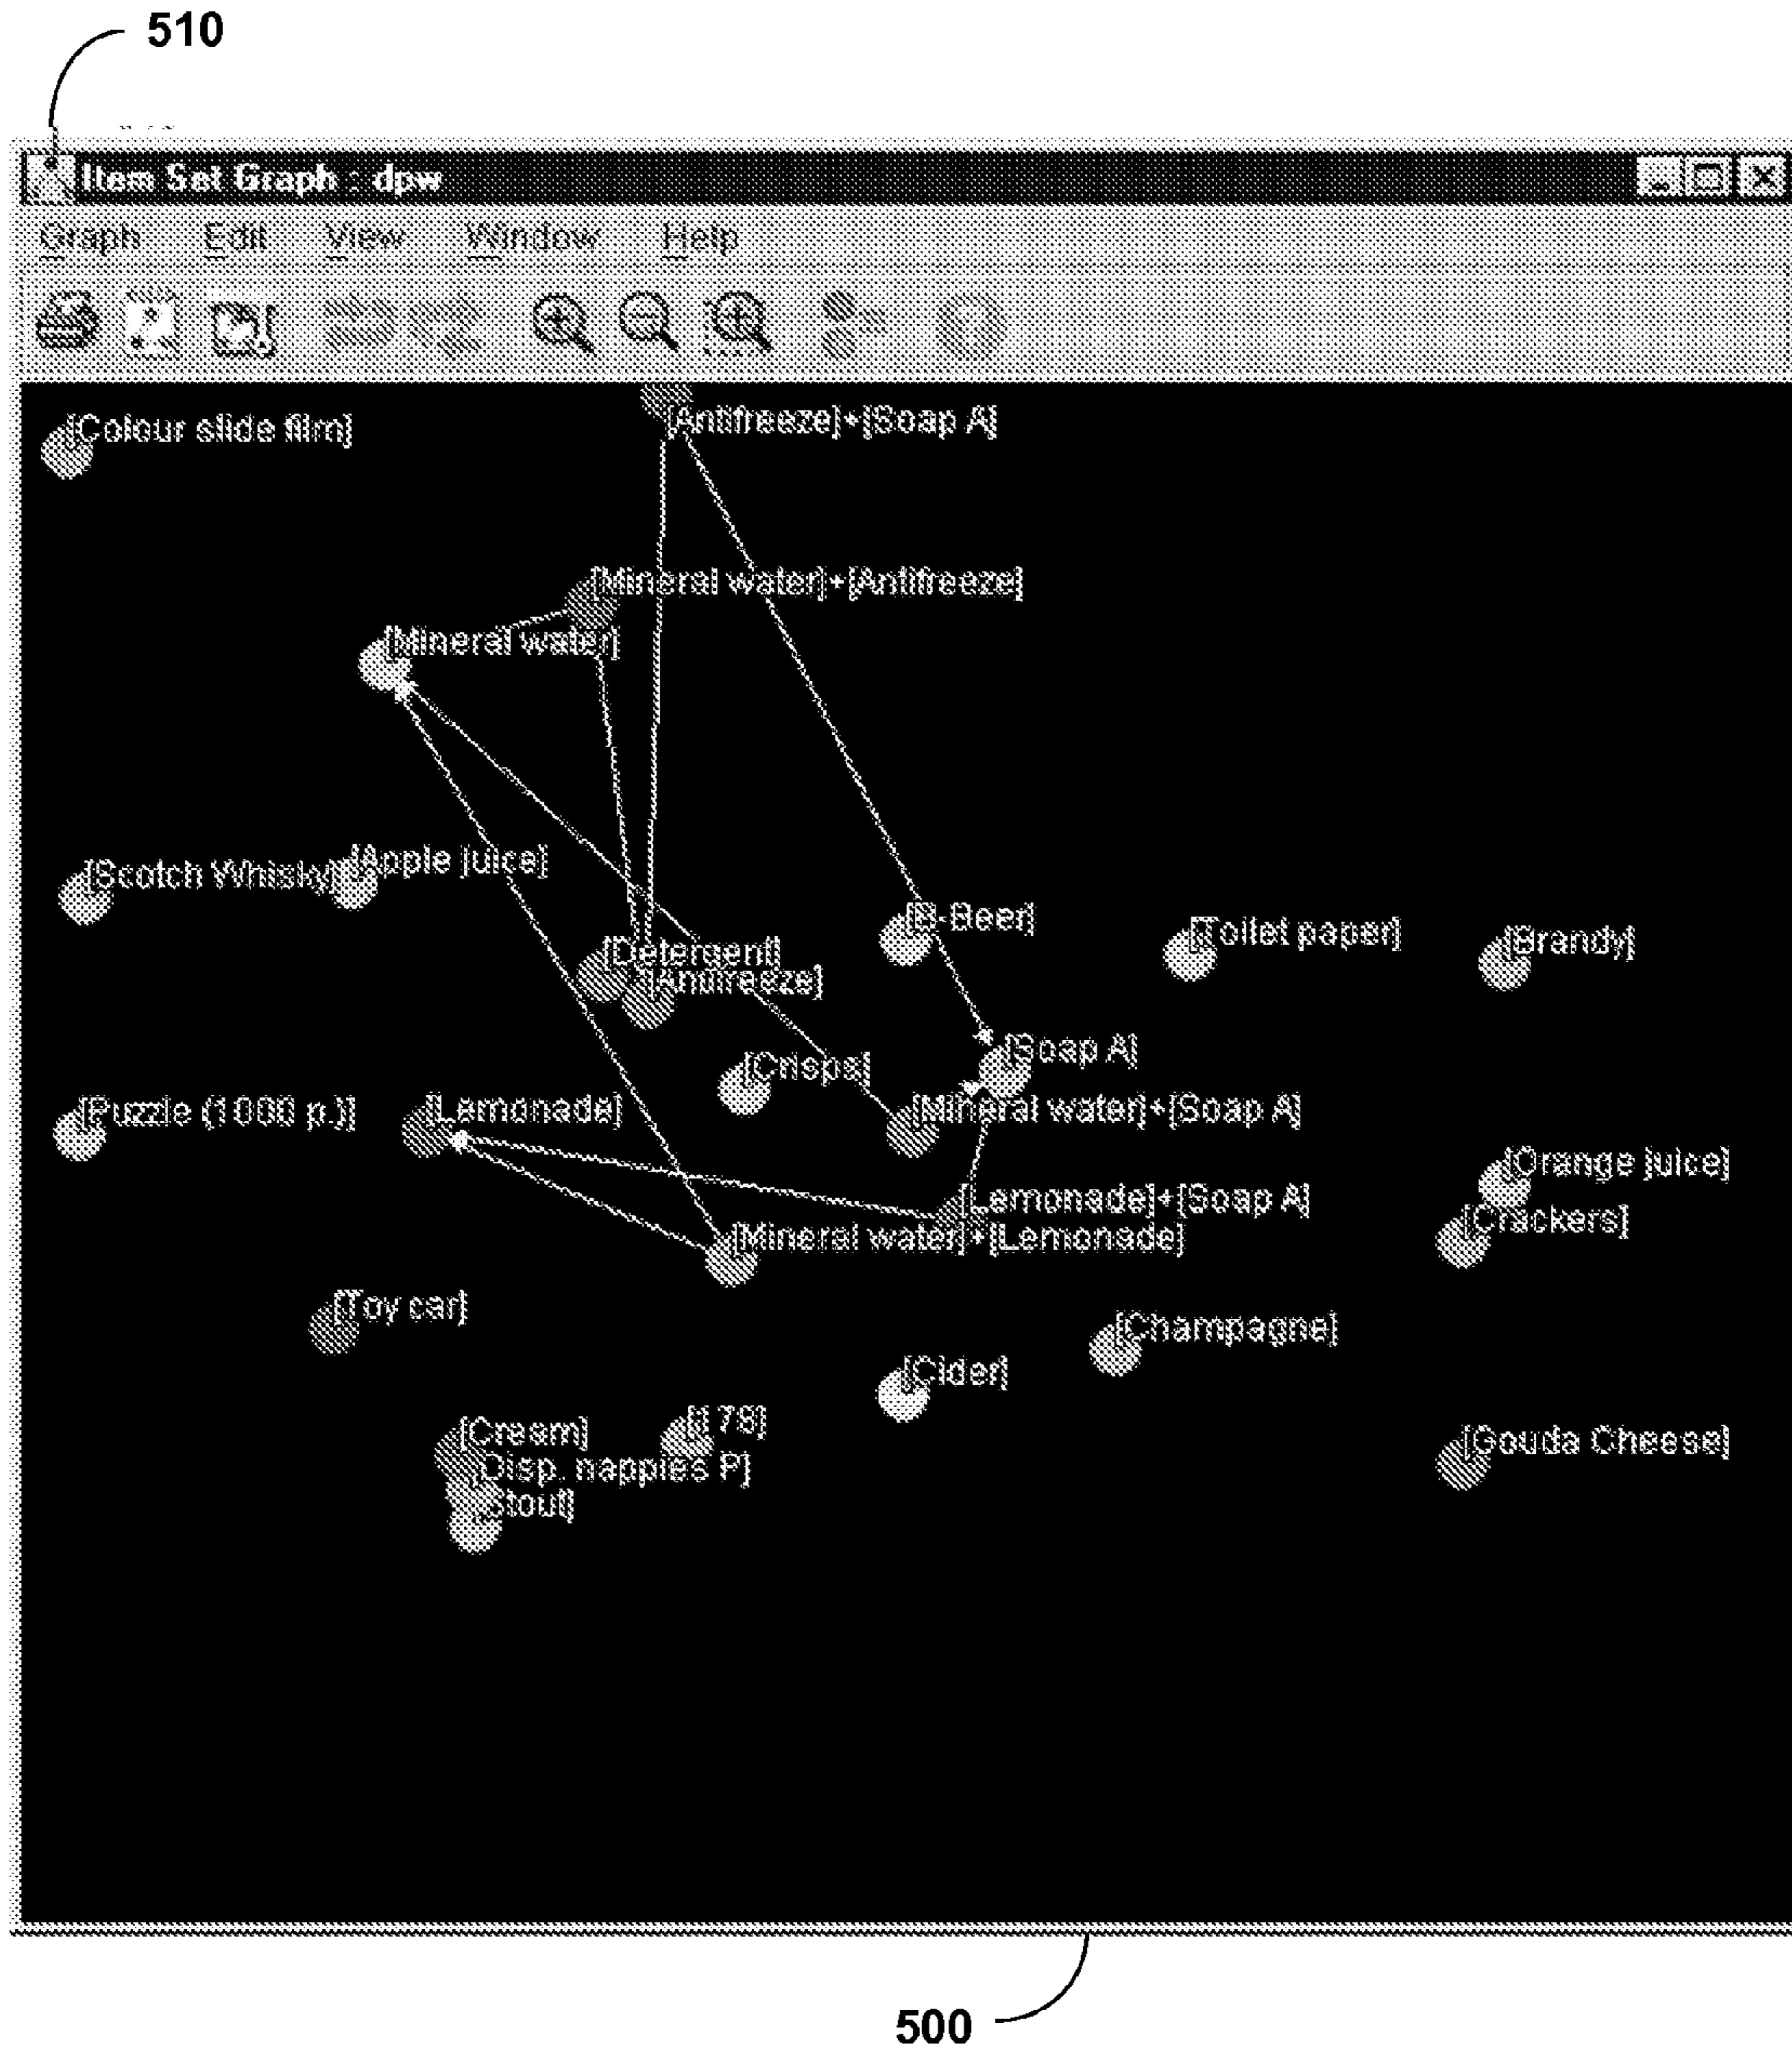 510
Item Set Graph : dpw
Graph Edit View Window Help
[Colour slide film]
[Antifreeze]+[Soap A]
[Mineral water]+[Antifreeze]
[Mineral water]
[Scotch Whisky]
[Apple juice]
[B-Beer]
[Toilet paper]
[Brandy]
[Detergent]
[Antifreeze]
[Soap A]
[Crisps]
[Puzzle (1000 p.)]
[Lemonade]
[Mineral water]+[Soap A]
[Orange juice]
[Lemonade]+[Soap A]
[Crackers]
[Mineral water]+[Lemonade]
[Toy car]
[Champagne]
[Cider]
[Cream]
[Gouda Cheese]
[Disp. nappies P]
[Stout]
500